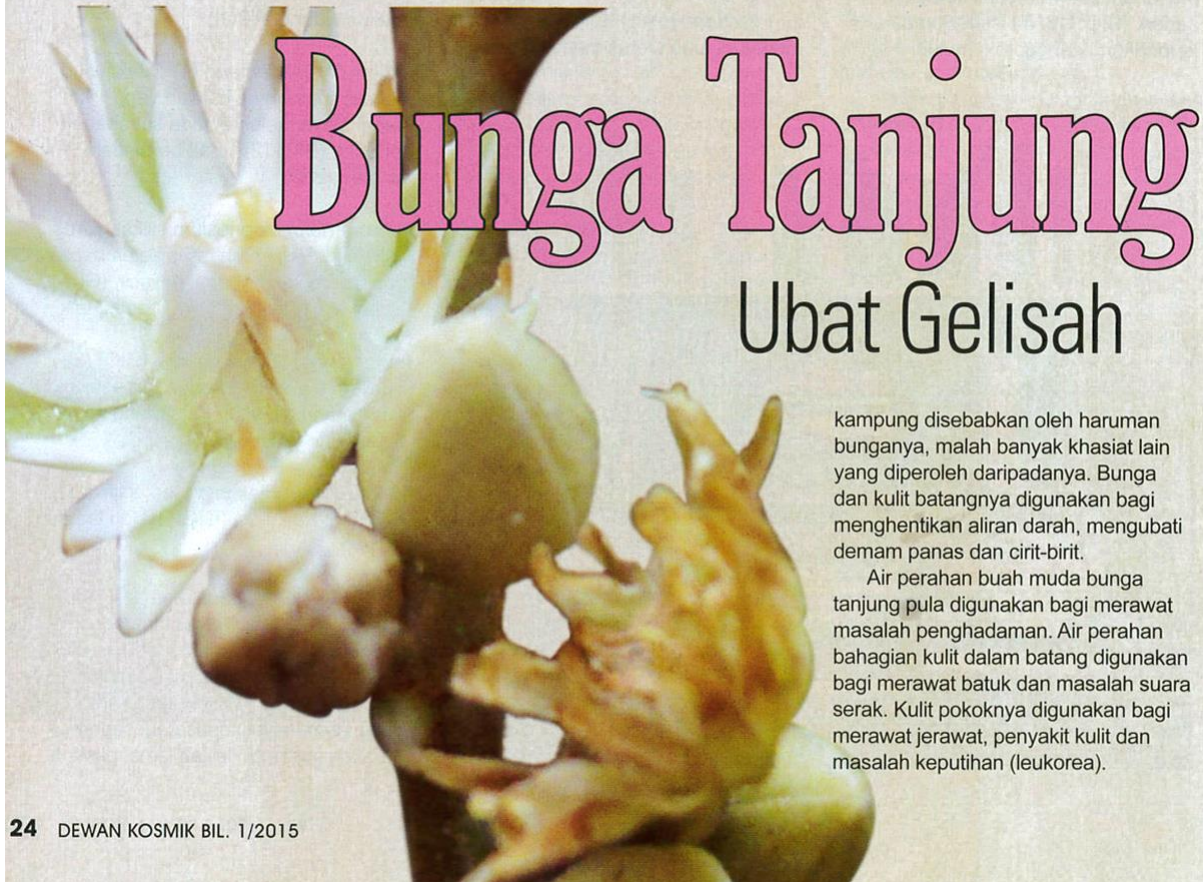 Bunga Tanjung
Ubat Gelisah
kampung disebabkan oleh haruman
bunganya, malah banyak khasiat lain
yang diperoleh daripadanya. Bunga
dan kulit batangnya digunakan bagi
menghentikan aliran darah, mengubati
demam panas dan cirit-birit.
Air perahan buah muda bunga
tanjung pula digunakan bagi merawat
masalah penghadaman. Air perahan
bahagian kulit dalam batang digunakan
bagi merawat batuk dan masalah suara
serak. Kulit pokoknya digunakan bagi
merawat jerawat, penyakit kulit dan
masalah keputihan (leukorea).
24 DEWAN KOSMIK BIL. 1/2015